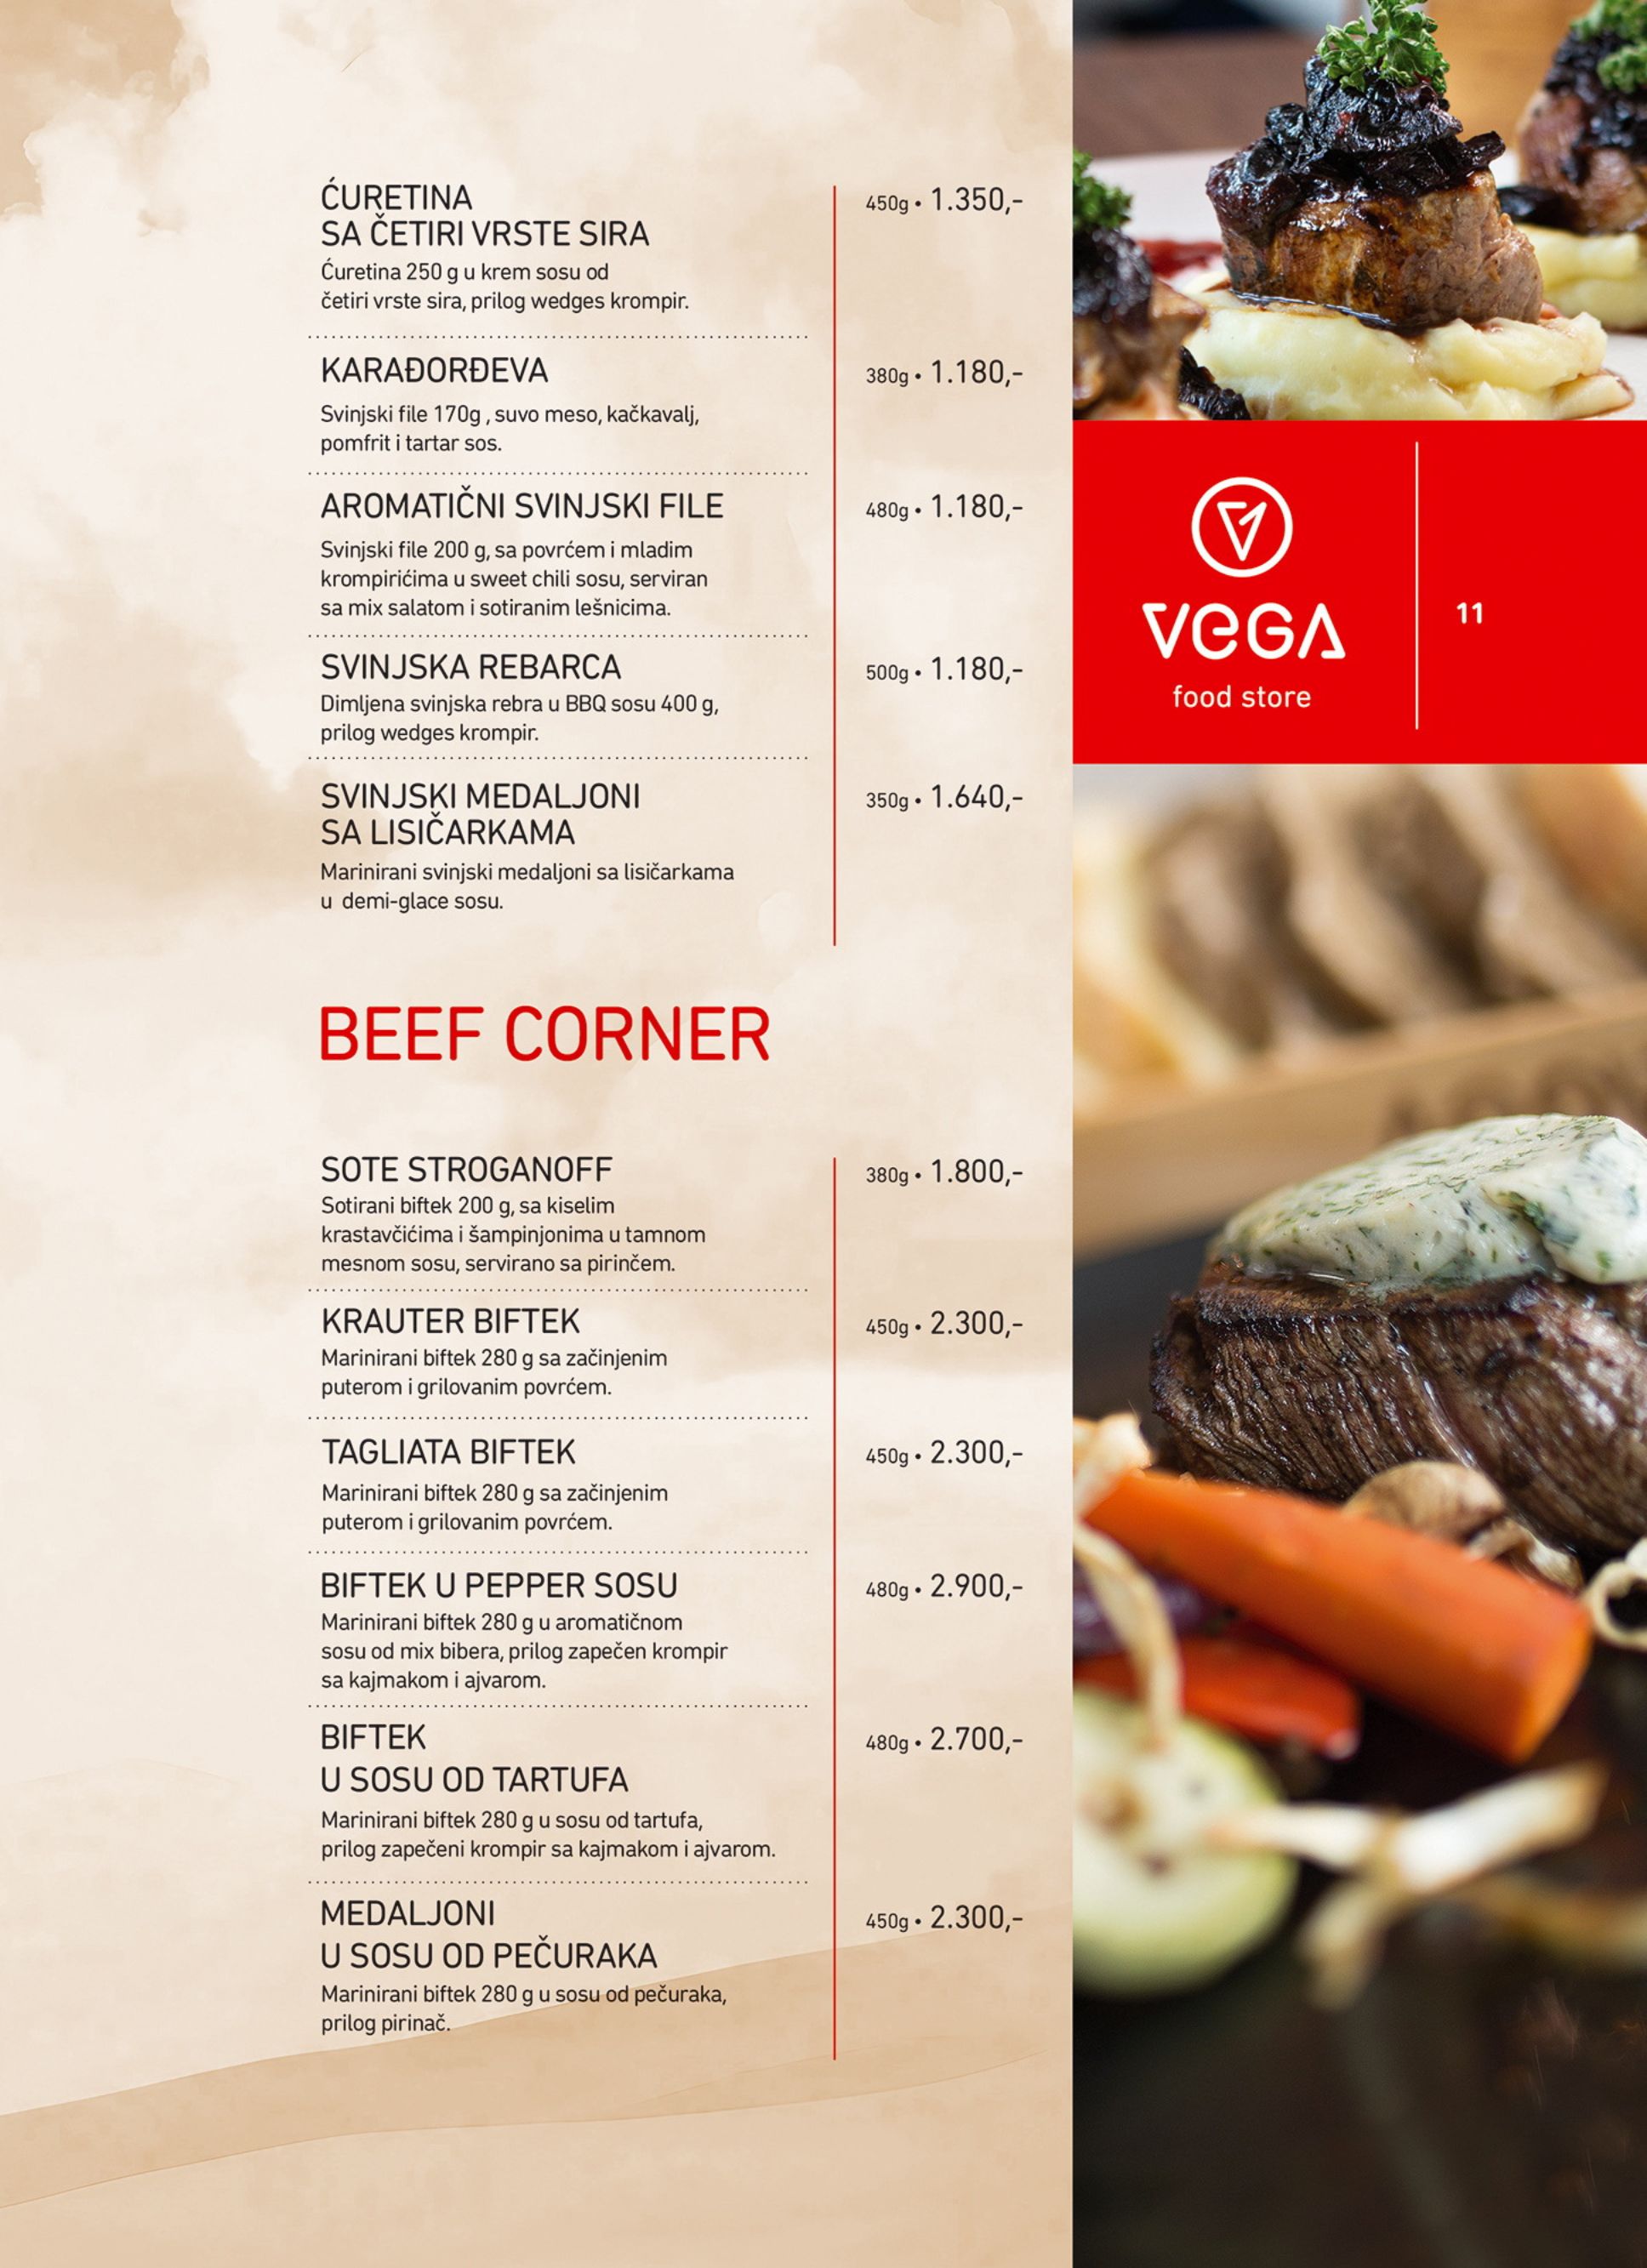 ĆURETINA
SA ČETIRI VRSTE SIRA
450g • 1.350,-
Ćuretina 250 g u krem sosu od
četiri vrste sira, prilog wedges krompir.
KARAĐORĐEVA
380g • 1.180,-
Svinjski file 170g , suvo meso, kačkavalj,
pomfrit i tartar sos.
AROMATIČNI SVINJSKI FILE
480g • 1.180,-
Svinjski file 200 g, sa povrćem i mladim
krompirićima u sweet chili sosu, serviran
sa mix salatom i sotiranim lešnicima.
SVINJSKA REBARCA
500g • 1.180,-
Dimljena svinjska rebra u BBQ sosu 400 g,
prilog wedges krompir.
SVINJSKI MEDALJONI
SA LISIČARKAMA
350g • 1.640,-
Marinirani svinjski medaljoni sa lisičarkama
u demi-glace sosu.
BEEF CORNER
SOTE STROGANOFF
380g • 1.800,-
Sotirani biftek 200 g, sa kiselim
krastavčićima i šampinjonima u tamnom
mesnom sosu, servirano sa pirinčem.
KRAUTER BIFTEK
450g • 2.300,-
Marinirani biftek 280 g sa začinjenim
puterom i grilovanim povrćem.
TAGLIATA BIFTEK
450g • 2.300,-
Marinirani biftek 280 g sa začinjenim
puterom i grilovanim povrćem.
BIFTEK U PEPPER SOSU
480g • 2.900,-
Marinirani biftek 280 g u aromatičnom
sosu od mix bibera, prilog zapečen krompir
sa kajmakom i ajvarom.
BIFTEK
U SOSU OD TARTUFA
480g • 2.700,-
Marinirani biftek 280 g u sosu od tartufa,
prilog zapečeni krompir sa kajmakom i ajvarom.
MEDALJONI
U SOSU OD PEČURAKA
450g • 2.300,-
Marinirani biftek 280 g u sosu od pečuraka,
prilog pirinač.
VEGA
food store
11